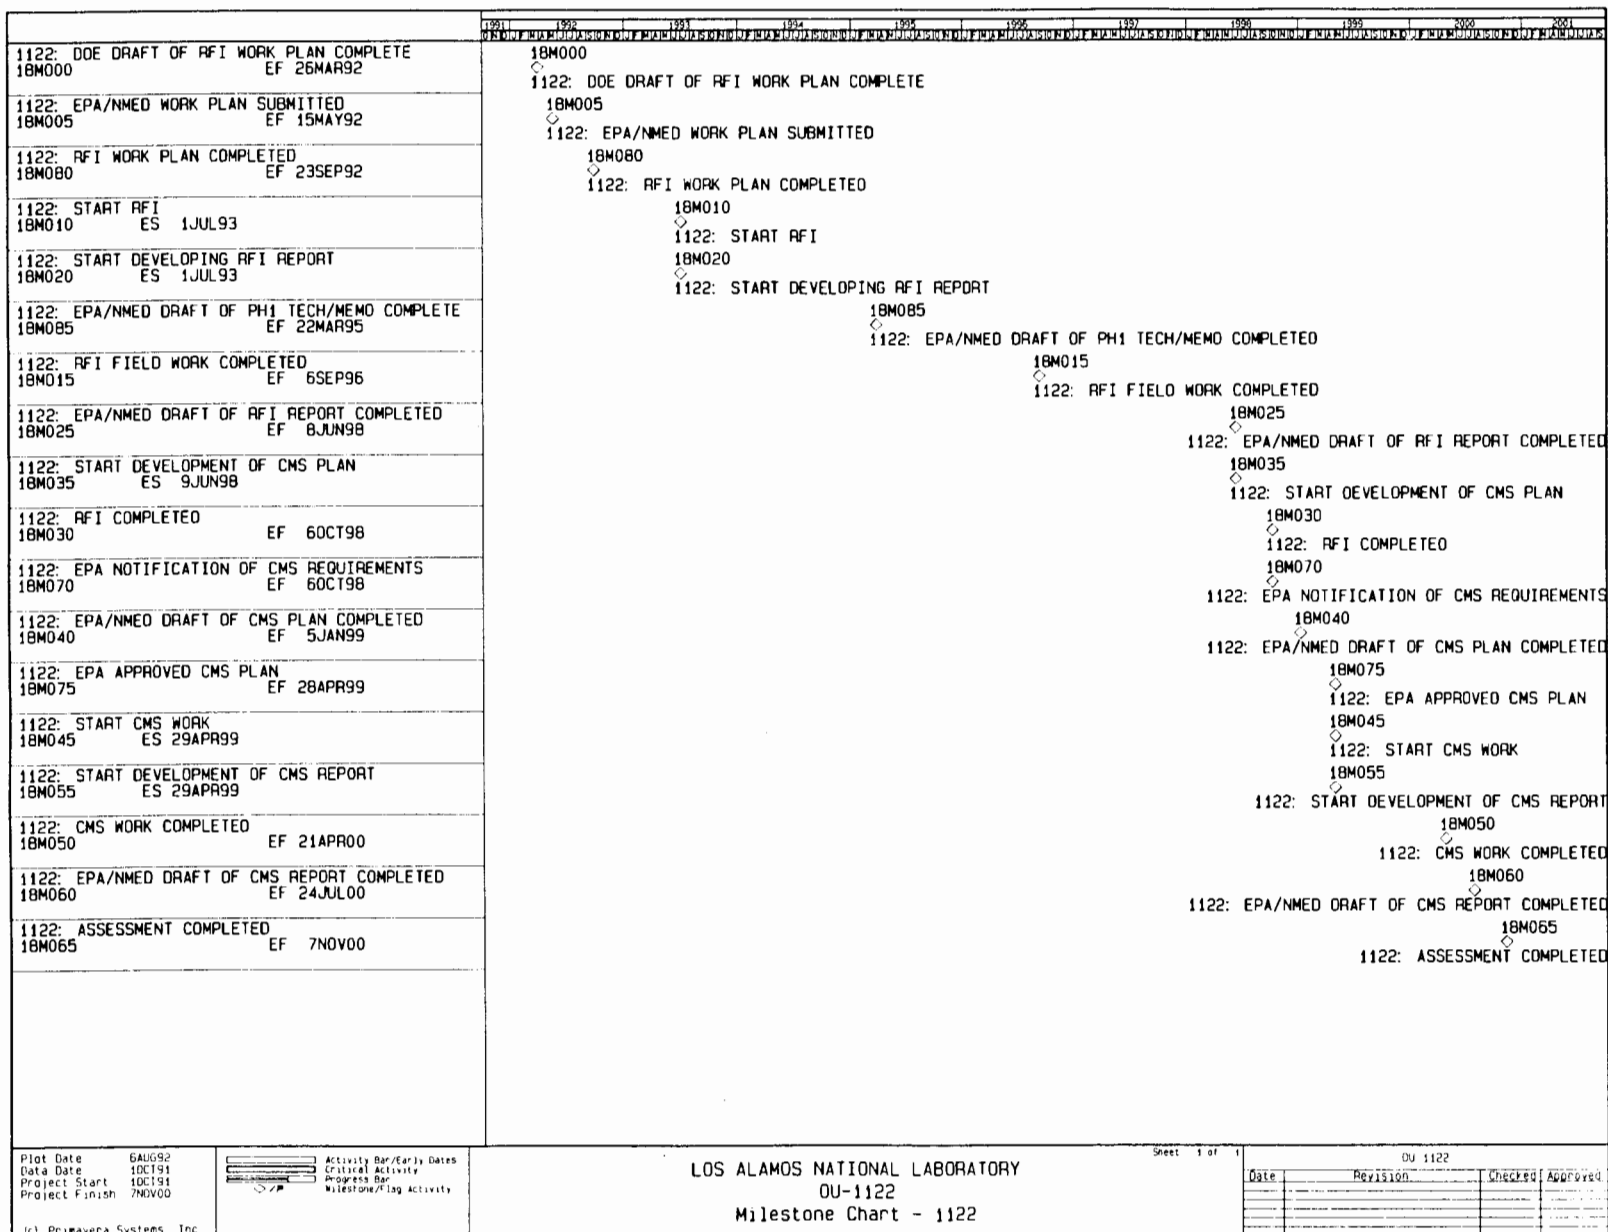 1991 1992 1993 1994 1995 1996 1997 1998 1999 2000 2001
1122: DOE DRAFT OF RFI WORK PLAN COMPLETE
18M000 EF 26MAR92
18M000
1122: DOE DRAFT OF RFI WORK PLAN COMPLETE
1122: EPA/NMED WORK PLAN SUBMITTED
18M005 EF 15MAY92
18M005
1122: EPA/NMED WORK PLAN SUBMITTED
1122: RFI WORK PLAN COMPLETED
18M080 EF 23SEP92
18M080
1122: RFI WORK PLAN COMPLETED
1122: START RFI
18M010 ES 1JUL93
18M010
1122: START RFI
1122: START DEVELOPING RFI REPORT
18M020 ES 1JUL93
18M020
1122: START DEVELOPING RFI REPORT
1122: EPA/NMED DRAFT OF PH1 TECH/MEMO COMPLETE
18M085 EF 22MAR95
18M085
1122: EPA/NMED DRAFT OF PH1 TECH/MEMO COMPLETED
1122: RFI FIELD WORK COMPLETED
18M015 EF 6SEP96
18M015
1122: RFI FIELD WORK COMPLETED
1122: EPA/NMED DRAFT OF RFI REPORT COMPLETED
18M025 EF 8JUN98
18M025
1122: EPA/NMED DRAFT OF RFI REPORT COMPLETED
1122: START DEVELOPMENT OF CMS PLAN
18M035 ES 9JUN98
18M035
1122: START DEVELOPMENT OF CMS PLAN
1122: RFI COMPLETED
18M030 EF 6OCT98
18M030
1122: RFI COMPLETED
1122: EPA NOTIFICATION OF CMS REQUIREMENTS
18M070 EF 6OCT98
18M070
1122: EPA NOTIFICATION OF CMS REQUIREMENTS
1122: EPA/NMED DRAFT OF CMS PLAN COMPLETED
18M040 EF 5JAN99
18M040
1122: EPA/NMED DRAFT OF CMS PLAN COMPLETED
1122: EPA APPROVED CMS PLAN
18M075 EF 28APR99
18M075
1122: EPA APPROVED CMS PLAN
1122: START CMS WORK
18M045 ES 29APR99
18M045
1122: START CMS WORK
1122: START DEVELOPMENT OF CMS REPORT
18M055 ES 29APR99
18M055
1122: START DEVELOPMENT OF CMS REPORT
1122: CMS WORK COMPLETED
18M050 EF 21APR00
18M050
1122: CMS WORK COMPLETED
1122: EPA/NMED DRAFT OF CMS REPORT COMPLETED
18M060 EF 24JUL00
18M060
1122: EPA/NMED DRAFT OF CMS REPORT COMPLETED
1122: ASSESSMENT COMPLETED
18M065 EF 7NOV00
18M065
1122: ASSESSMENT COMPLETED
Plot Date 6AUG92
Data Date 1OCT91
Project Start 1OCT91
Project Finish 7NOV00
(c) Primavera Systems, Inc
Activity Bar/Early Dates
Critical Activity
Progress Bar
Milestone/Flag Activity
LOS ALAMOS NATIONAL LABORATORY
OU-1122
Milestone Chart - 1122
Sheet 1 of 1
OU 1122
Date Revision Checked Approved